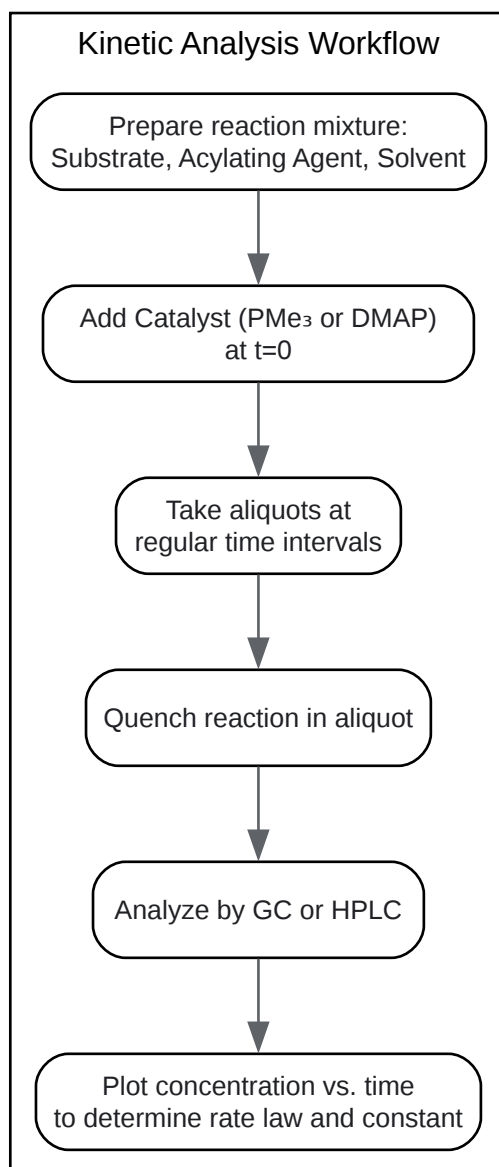 Kinetic Analysis Workflow
Prepare reaction mixture:
Substrate, Acylating Agent, Solvent
Add Catalyst (PMe₃ or DMAP)
at t=0
Take aliquots at
regular time intervals
Quench reaction in aliquot
Analyze by GC or HPLC
Plot concentration vs. time
to determine rate law and constant